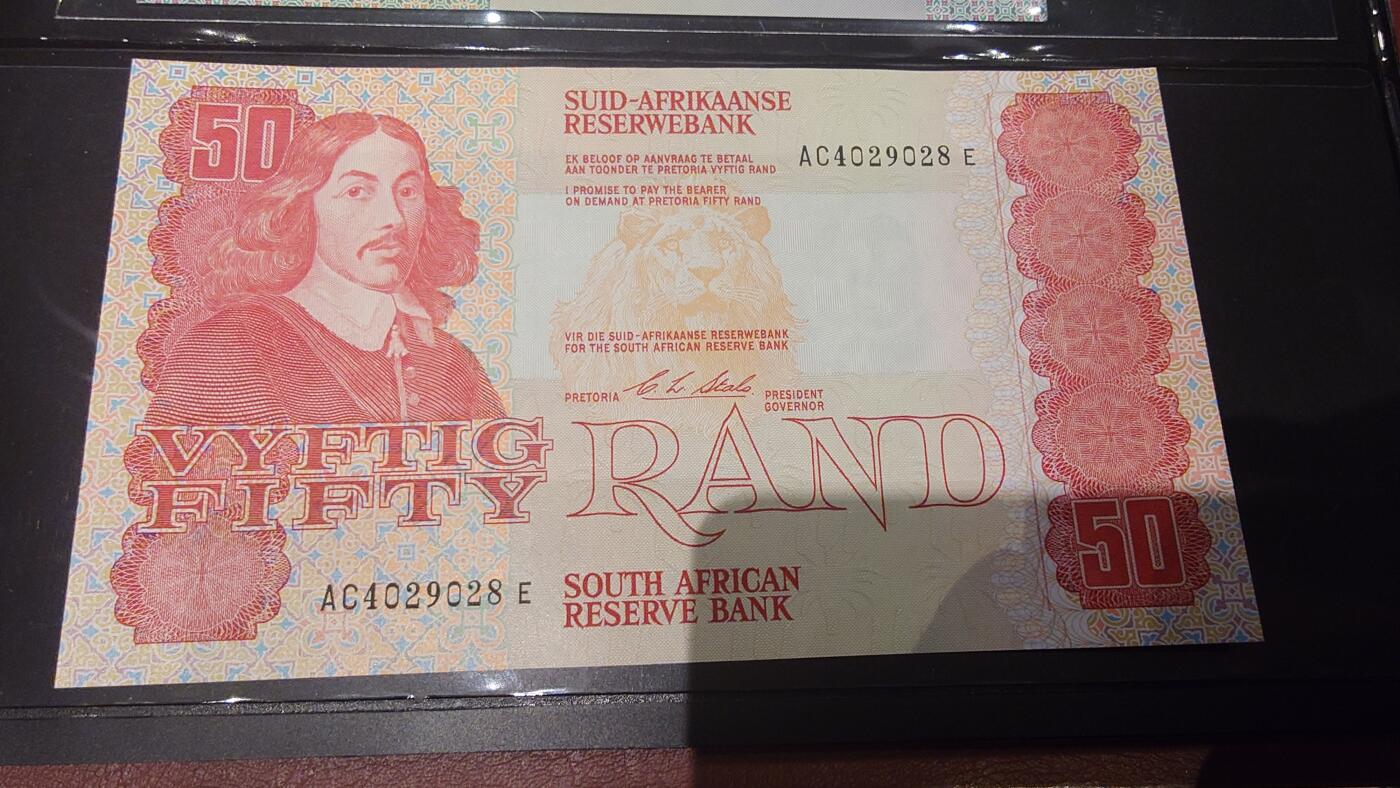 50
SUID-AFRIKAANSE
RESERWEBANK
EK BELOOF OP AANVRAAG TE BETAAL
AAN TOONDER TE PRETORIA VYFTIG RAND
AC4029028 E
I PROMISE TO PAY THE BEARER
ON DEMAND AT PRETORIA FIFTY RAND
VIR DIE SUID-AFRIKAANSE RESERWEBANK
FOR THE SOUTH AFRICAN RESERVE BANK
PRETORIA C. L. Stals. PRESIDENT
GOVERNOR
VYFTIG
FIFTY
RAND
50
AC4029028 E
SOUTH AFRICAN
RESERVE BANK